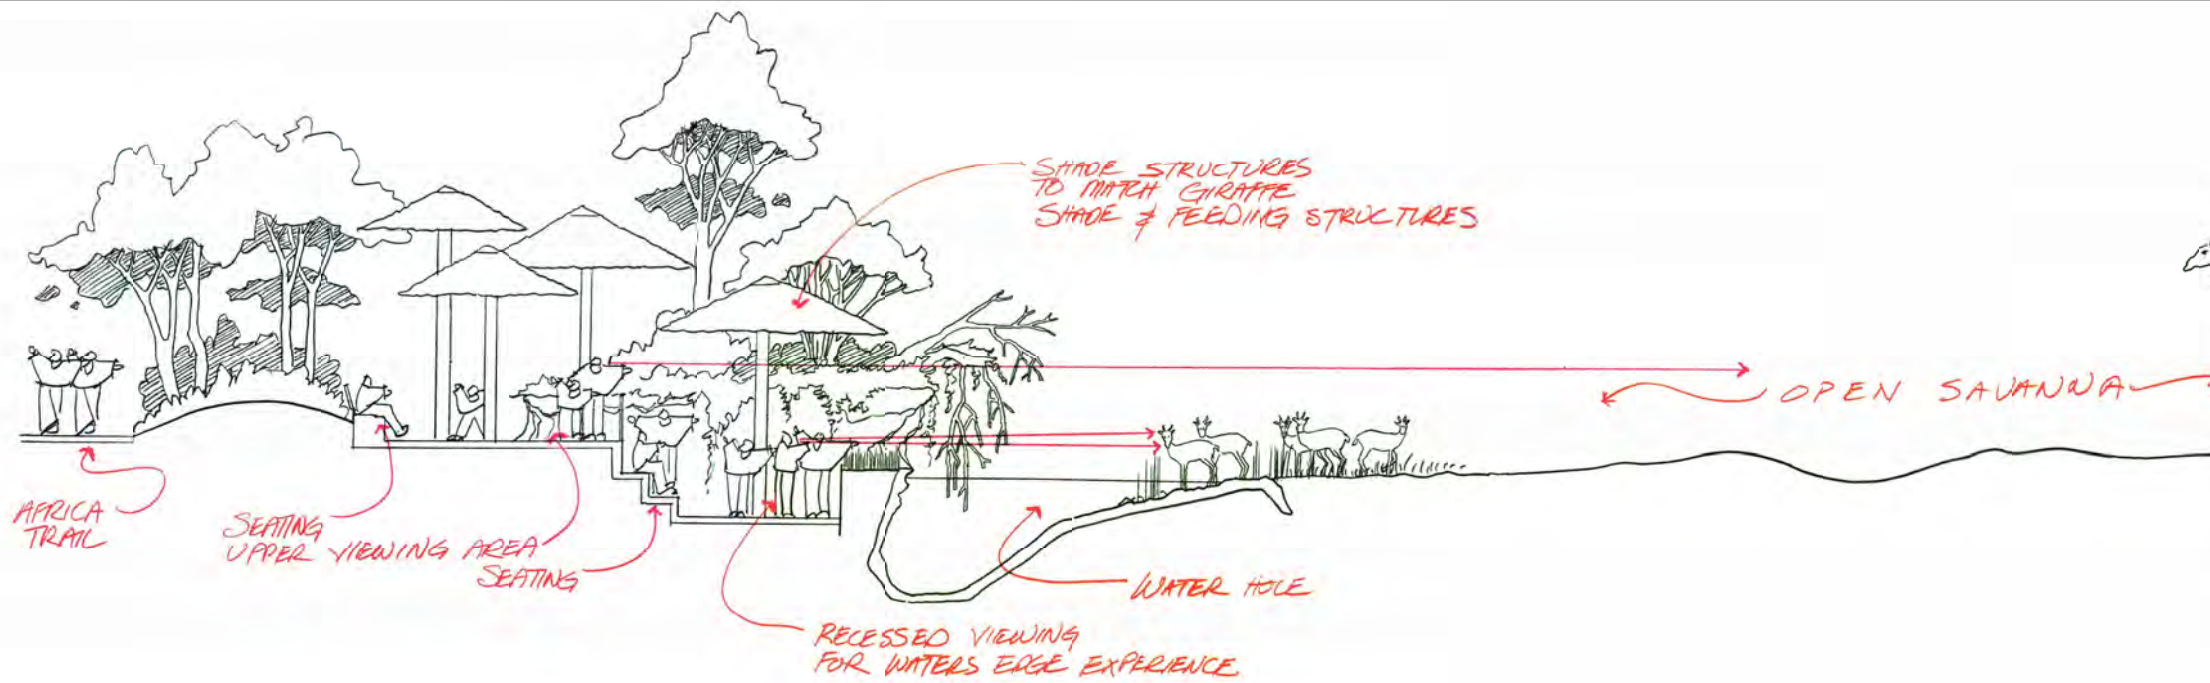 SHADE STRUCTURES
TO MATCH GIRAFFE
SHADE & FEEDING STRUCTURES
OPEN SAVANNA
AFRICA
TRAIL
SEATING
UPPER VIEWING AREA
SEATING
WATER HOLE
RECESSED VIEWING
FOR WATERS EDGE EXPERIENCE